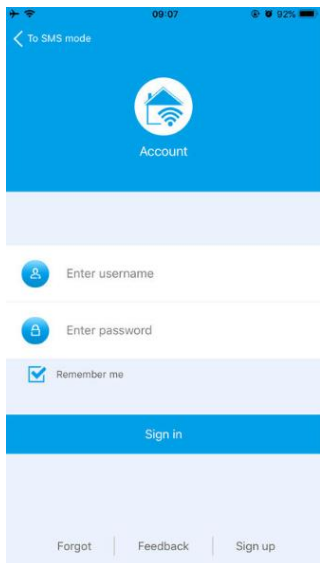 09:07
92%
To SMS mode
Account
Enter username
Enter password
Remember me
Sign in
Forgot
Feedback
Sign up